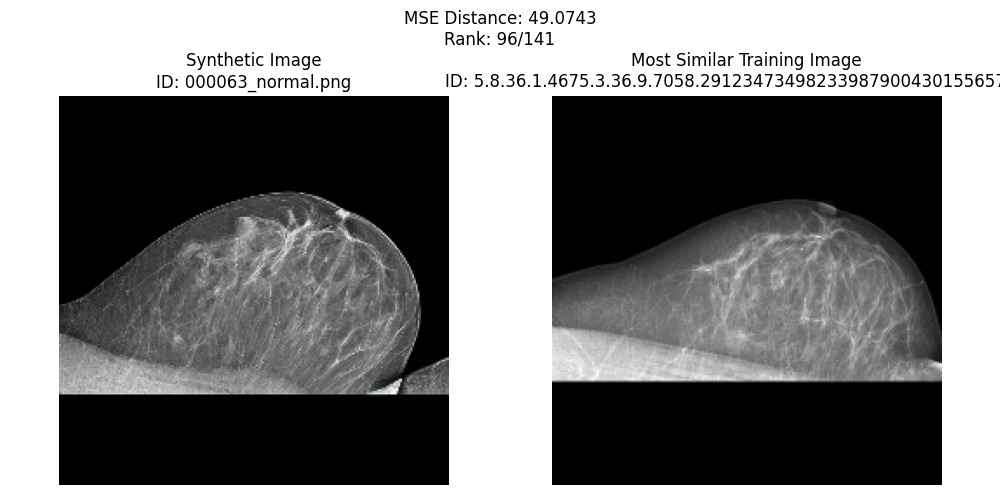 MSE Distance: 49.0743
Rank: 96/141
Synthetic Image
ID: 000063_normal.png
Most Similar Training Image
ID: 5.8.36.1.4675.3.36.9.7058.29123473498233987900430155657